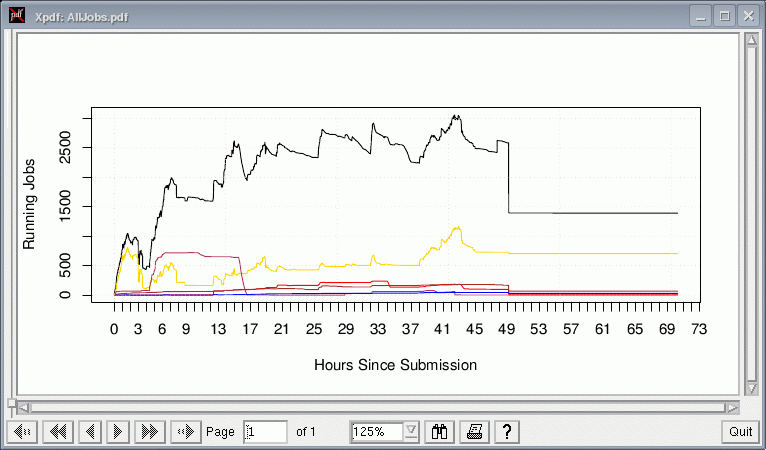 Xpdf: AllJobs.pdf
Running Jobs
2500
1500
500
0
0 3 6 9 13 17 21 25 29 33 37 41 45 49 53 57 61 65 69 73
Hours Since Submission
Page 1 of 1 125% ? Quit